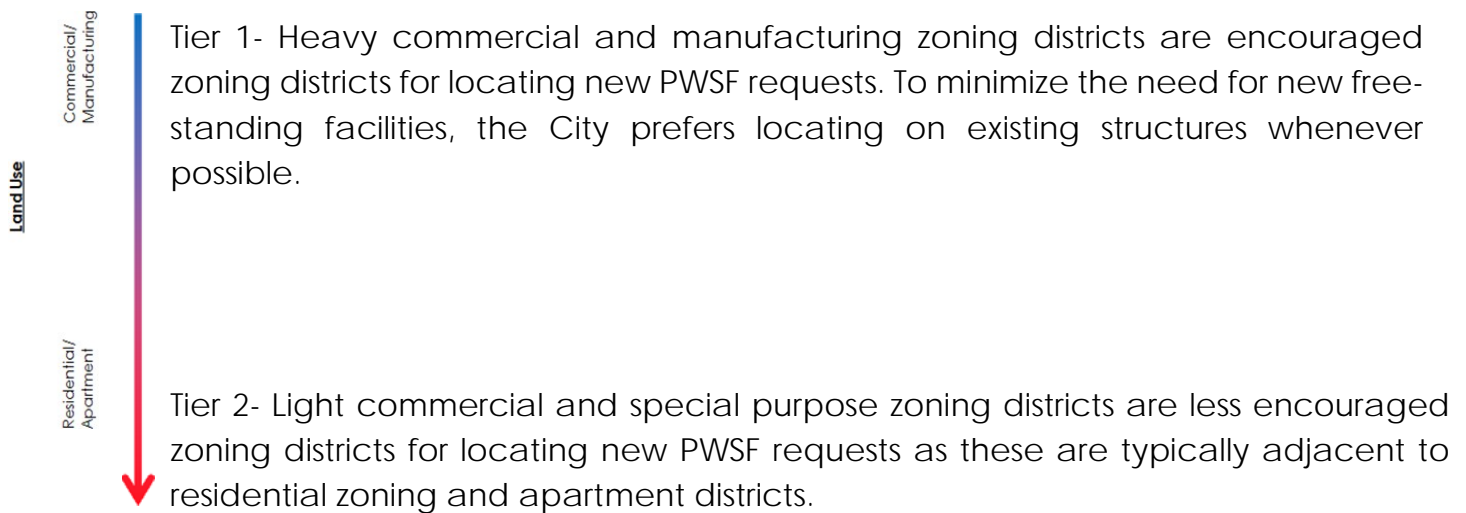 Land Use
Commercial/
Manufacturing
Tier 1- Heavy commercial and manufacturing zoning districts are encouraged
zoning districts for locating new PWSF requests. To minimize the need for new free-
standing facilities, the City prefers locating on existing structures whenever
possible.
Residential/
Apartment
Tier 2- Light commercial and special purpose zoning districts are less encouraged
zoning districts for locating new PWSF requests as these are typically adjacent to
residential zoning and apartment districts.